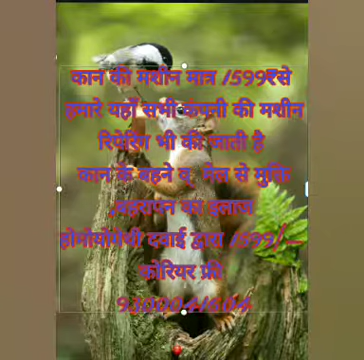 कान की मशीन मात्र /599₹से
हमारे यहाँ सभी कंपनी की मशीन
रिपेरिंग भी की जाती है
कान के बहने व् मैल से मुक्ति
,बहरापन का इलाज
होमोयोपेथी दवाई द्वारा /599/—
कोरियर फ्री